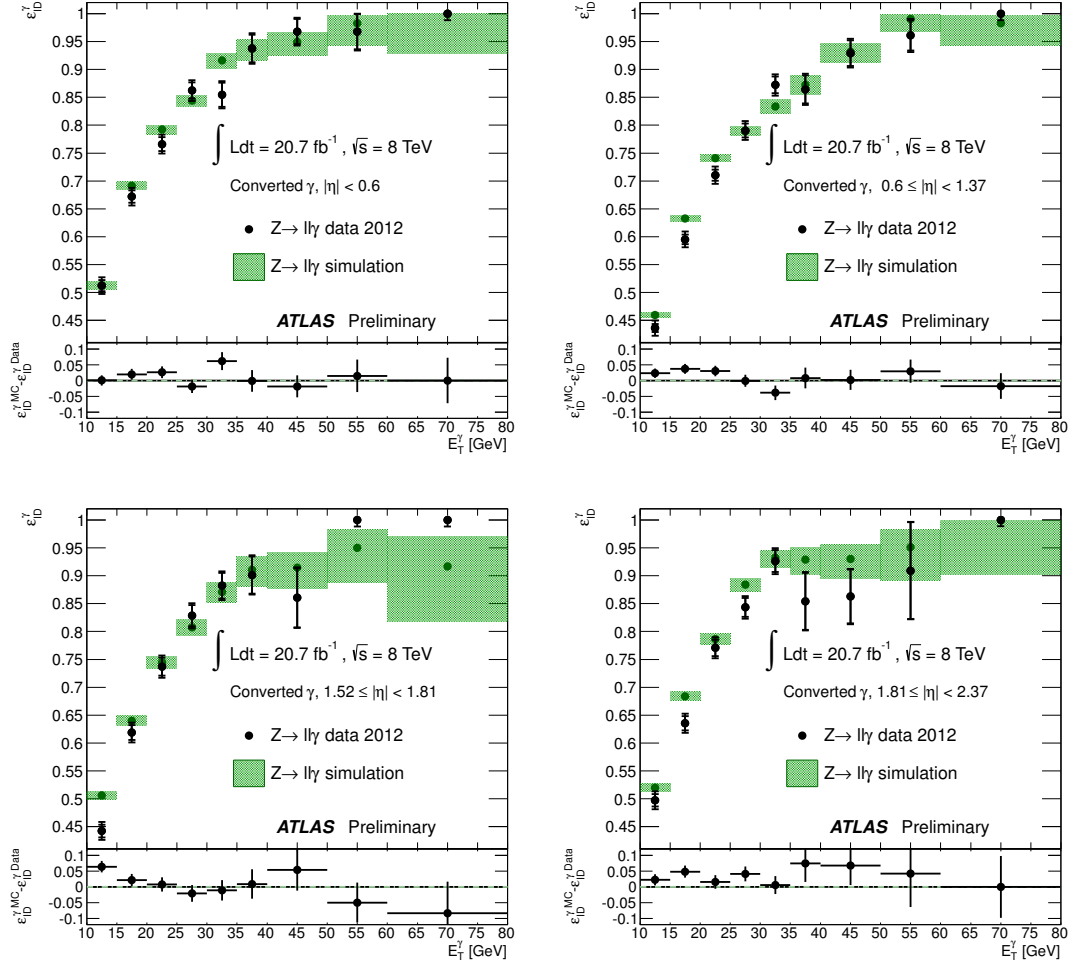 ε_ID^γ
1
0.95
0.9
0.85
0.8
0.75
0.7
0.65
0.6
0.55
0.5
0.45
∫ Ldt = 20.7 fb⁻¹ , √s = 8 TeV
Converted γ, |η| < 0.6
Z→ llγ data 2012
Z→ llγ simulation
ATLAS Preliminary
ε_ID^γ MC-ε_ID^γ Data
0.1
0.05
0
-0.05
-0.1
10 15 20 25 30 35 40 45 50 55 60 65 70 75 80
E_T^γ [GeV]
ε_ID^γ
1
0.95
0.9
0.85
0.8
0.75
0.7
0.65
0.6
0.55
0.5
0.45
∫ Ldt = 20.7 fb⁻¹ , √s = 8 TeV
Converted γ, 0.6 ≤ |η| < 1.37
Z→ llγ data 2012
Z→ llγ simulation
ATLAS Preliminary
ε_ID^γ MC-ε_ID^γ Data
0.1
0.05
0
-0.05
-0.1
10 15 20 25 30 35 40 45 50 55 60 65 70 75 80
E_T^γ [GeV]
ε_ID^γ
1
0.95
0.9
0.85
0.8
0.75
0.7
0.65
0.6
0.55
0.5
0.45
∫ Ldt = 20.7 fb⁻¹ , √s = 8 TeV
Converted γ, 1.52 ≤ |η| < 1.81
Z→ llγ data 2012
Z→ llγ simulation
ATLAS Preliminary
ε_ID^γ MC-ε_ID^γ Data
0.1
0.05
0
-0.05
-0.1
10 15 20 25 30 35 40 45 50 55 60 65 70 75 80
E_T^γ [GeV]
ε_ID^γ
1
0.95
0.9
0.85
0.8
0.75
0.7
0.65
0.6
0.55
0.5
0.45
∫ Ldt = 20.7 fb⁻¹ , √s = 8 TeV
Converted γ, 1.81 ≤ |η| < 2.37
Z→ llγ data 2012
Z→ llγ simulation
ATLAS Preliminary
ε_ID^γ MC-ε_ID^γ Data
0.1
0.05
0
-0.05
-0.1
10 15 20 25 30 35 40 45 50 55 60 65 70 75 80
E_T^γ [GeV]